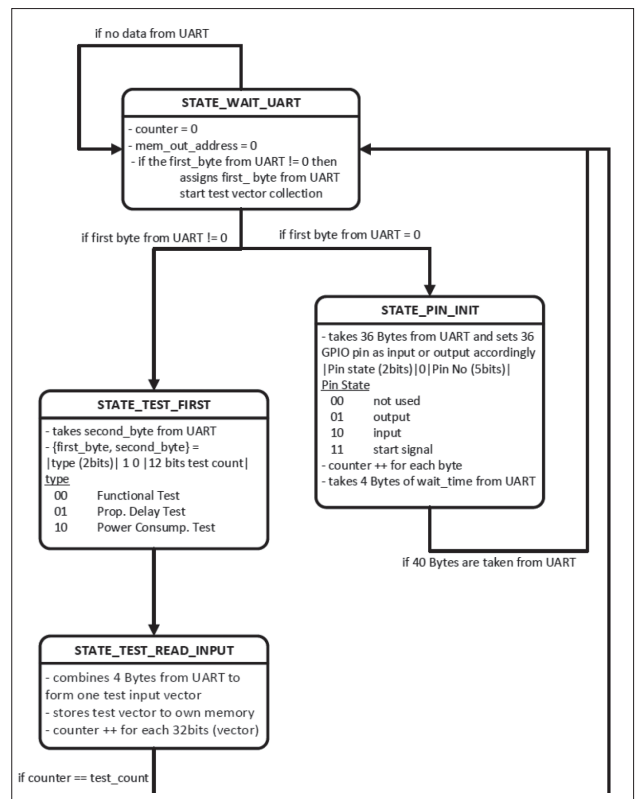 if no data from UART
STATE_WAIT_UART
- counter = 0
- mem_out_address = 0
- if the first_byte from UART != 0 then
assigns first_ byte from UART
start test vector collection
if first byte from UART != 0
if first byte from UART = 0
STATE_PIN_INIT
- takes 36 Bytes from UART and sets 36
GPIO pin as input or output accordingly
|Pin state (2bits)|0|Pin No (5bits)|
Pin State
00 not used
01 output
10 input
11 start signal
- counter ++ for each byte
- takes 4 Bytes of wait_time from UART
if 40 Bytes are taken from UART
STATE_TEST_FIRST
- takes second_byte from UART
- {first_byte, second_byte} =
|type (2bits)| 1 0 |12 bits test count|
type
00 Functional Test
01 Prop. Delay Test
10 Power Consump. Test
STATE_TEST_READ_INPUT
- combines 4 Bytes from UART to
form one test input vector
- stores test vector to own memory
- counter ++ for each 32bits (vector)
if counter == test_count